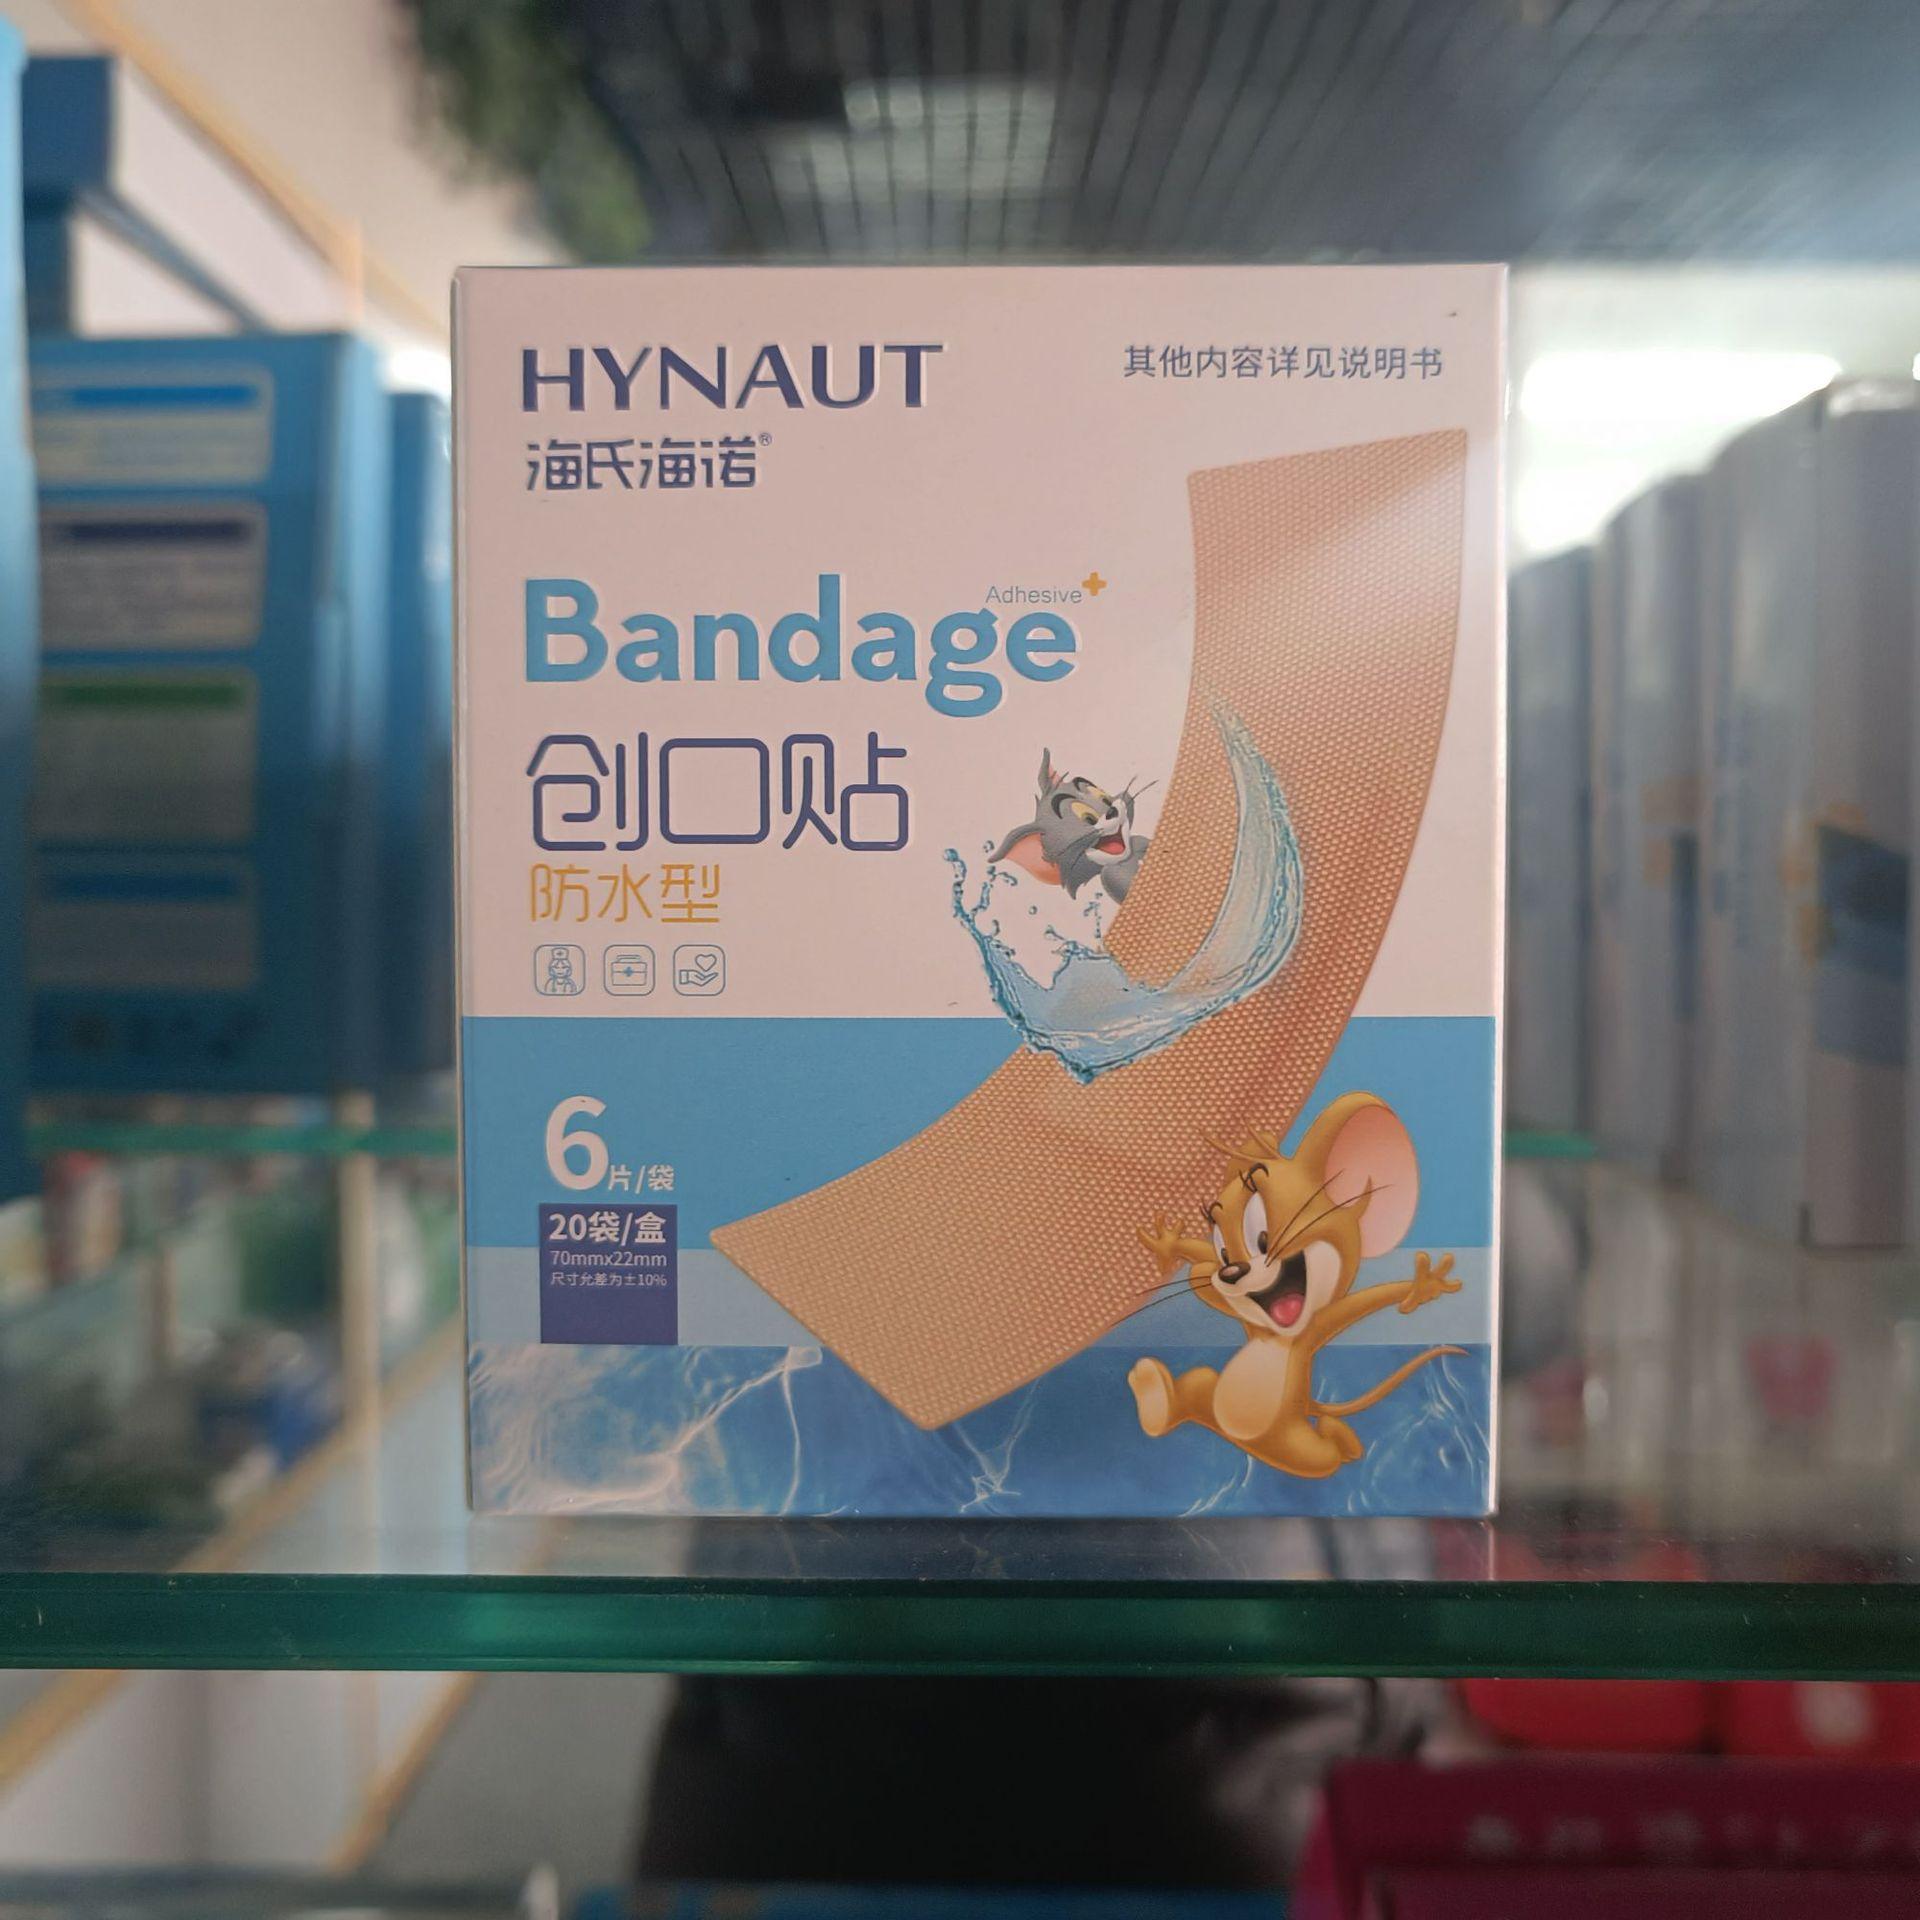 HYNAUT
海氏海诺®
其他内容详见说明书
Adhesive
Bandage
创口贴
防水型
6片/袋
20袋/盒
70mmx22mm
尺寸允差为±10%